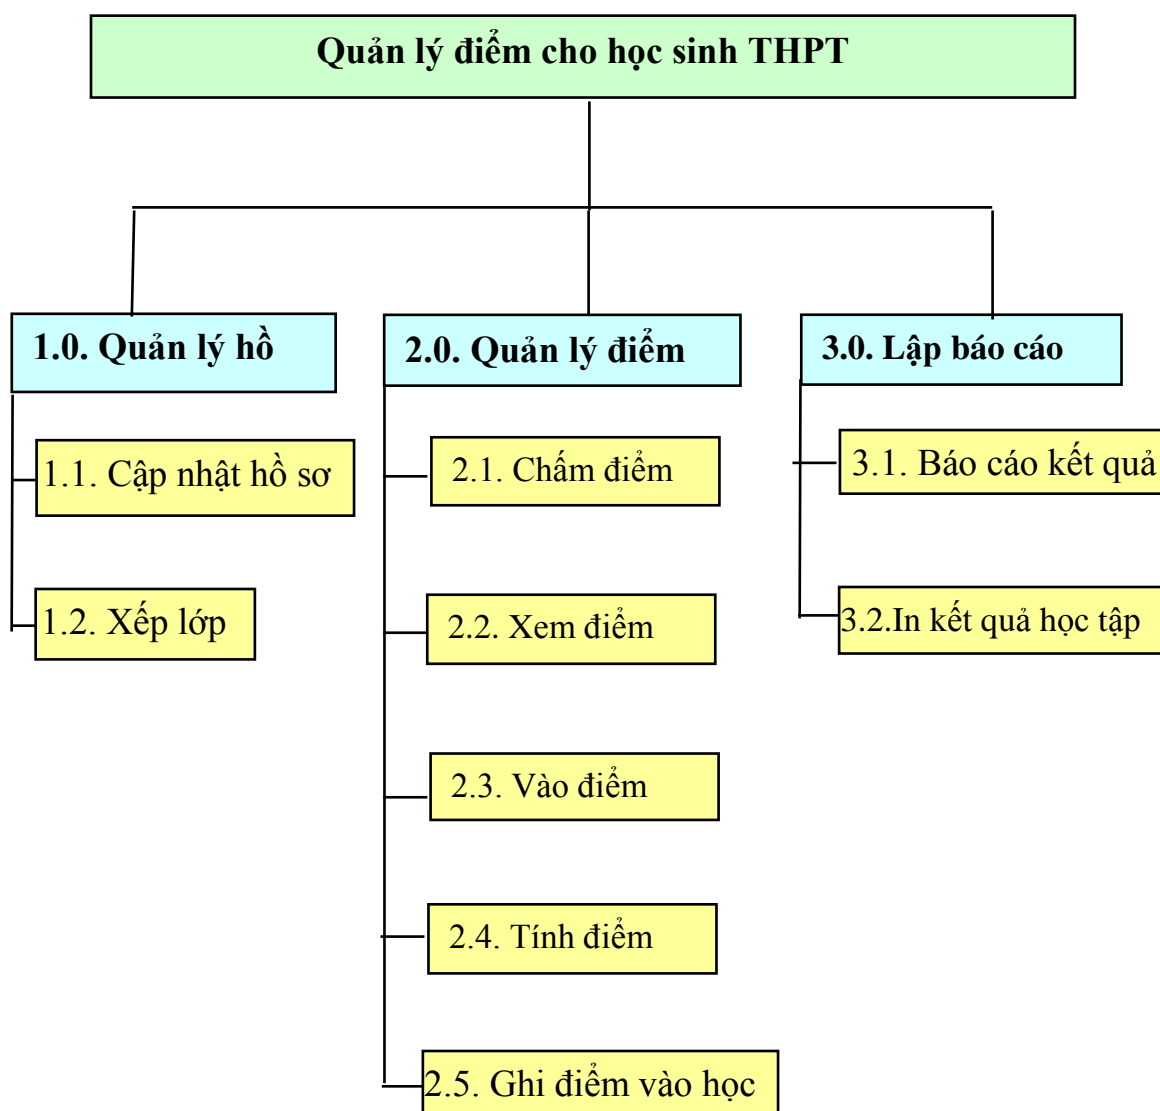 Quản lý điểm cho học sinh THPT
1.0. Quản lý hồ
2.0. Quản lý điểm
3.0. Lập báo cáo
1.1. Cập nhật hồ sơ
1.2. Xếp lớp
2.1. Chấm điểm
2.2. Xem điểm
2.3. Vào điểm
2.4. Tính điểm
2.5. Ghi điểm vào học
3.1. Báo cáo kết quả
3.2.In kết quả học tập